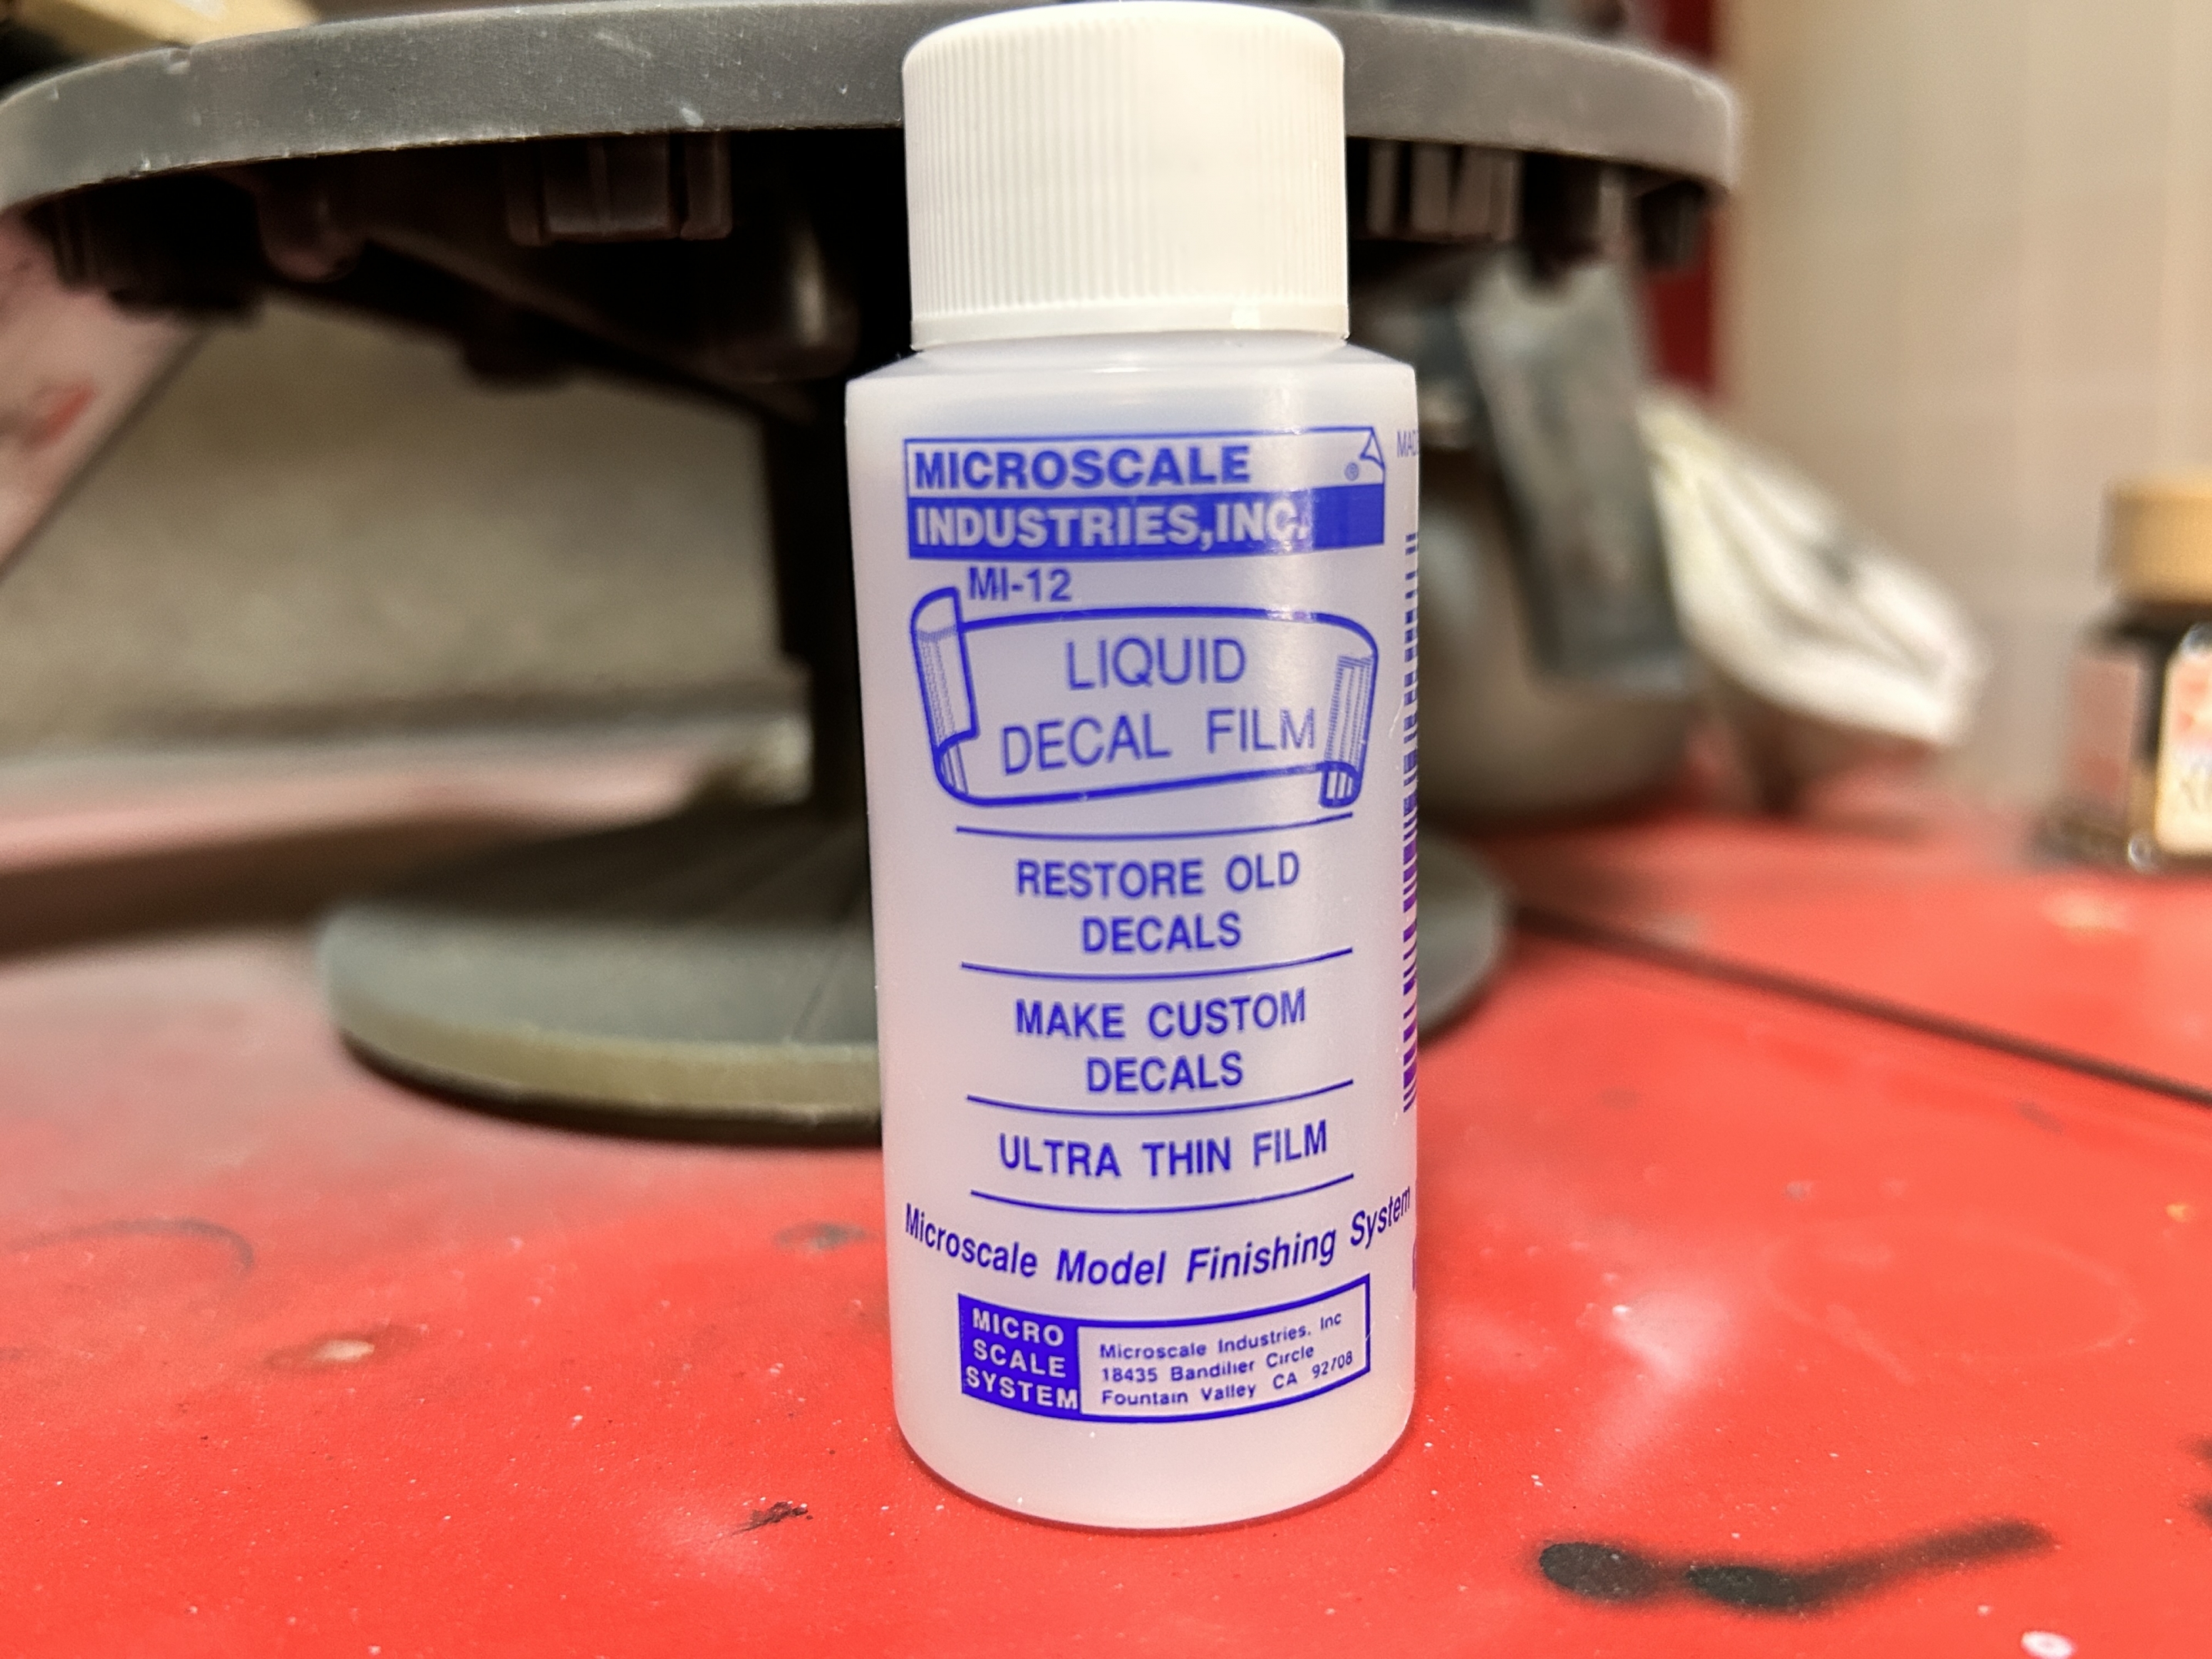 MICROSCALE
INDUSTRIES,INC.
MI-12
LIQUID
DECAL FILM
RESTORE OLD
DECALS
MAKE CUSTOM
DECALS
ULTRA THIN FILM
Microscale Model Finishing System
MICRO
SCALE
SYSTEM
Microscale Industries, Inc
18435 Bandilier Circle
Fountain Valley CA 92708